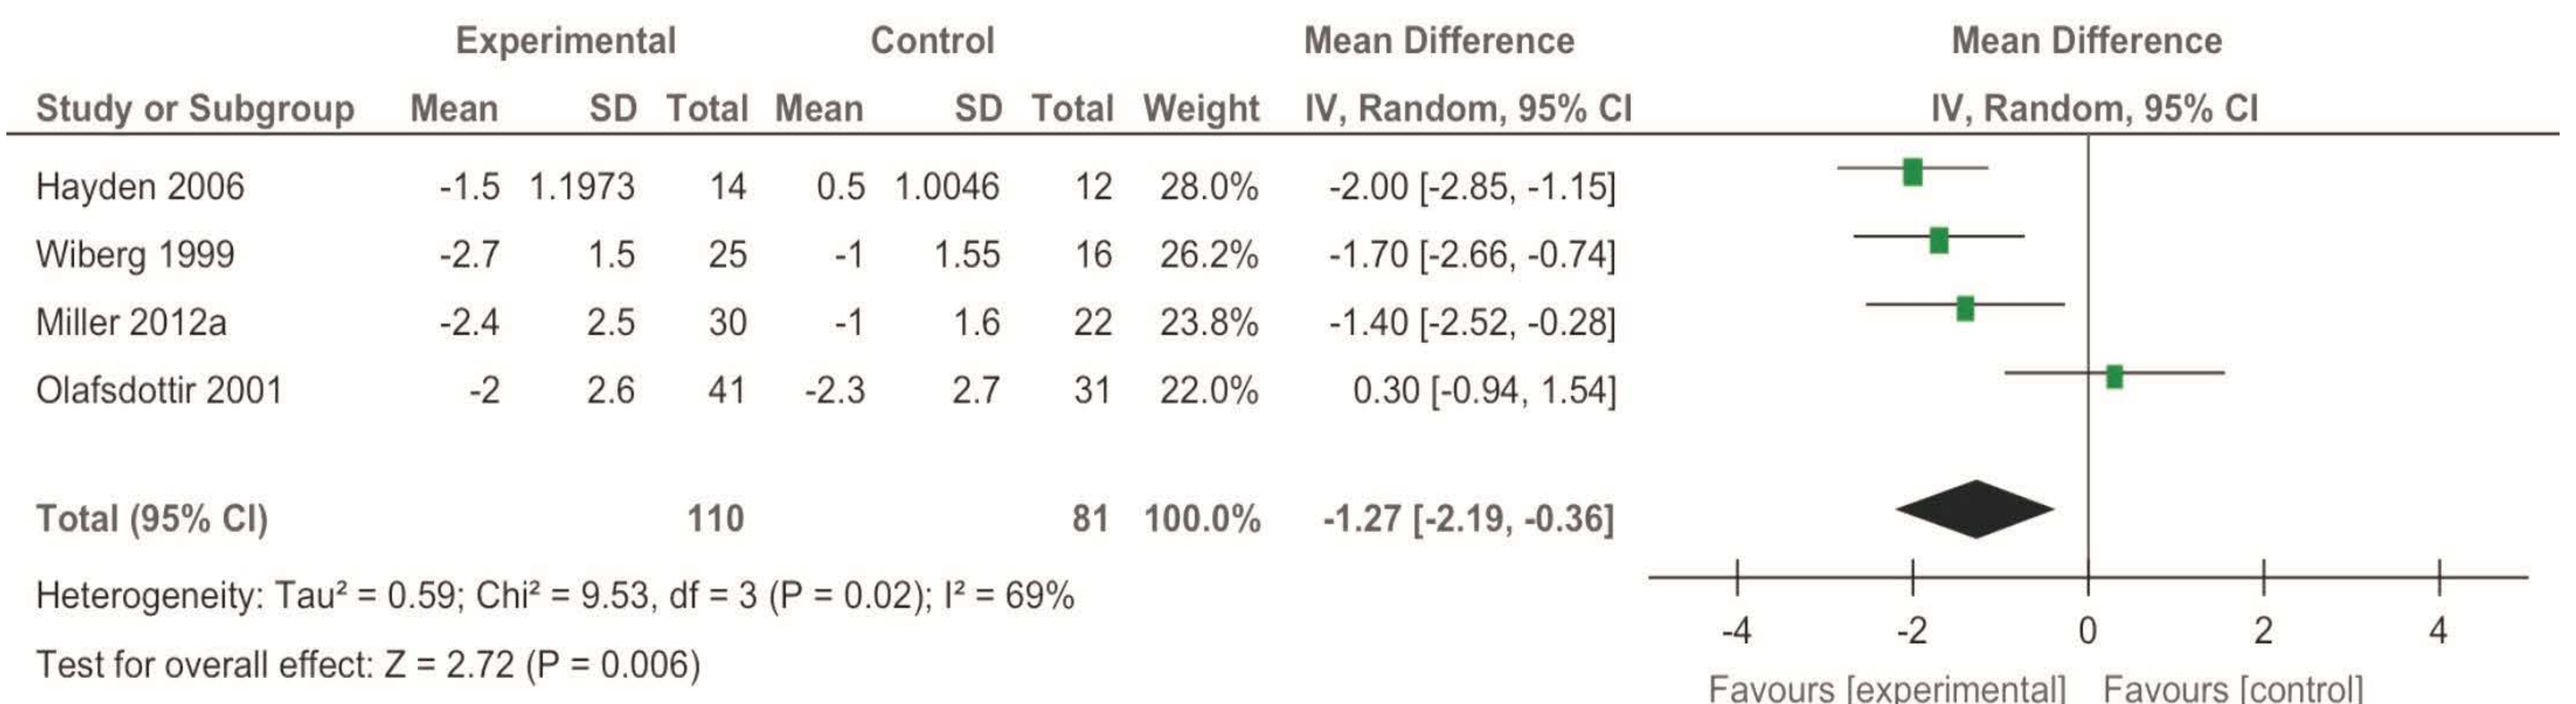 Experimental Control Mean Difference Mean Difference
Study or Subgroup Mean SD Total Mean SD Total Weight IV, Random, 95% CI IV, Random, 95% CI
Hayden 2006 -1.5 1.1973 14 0.5 1.0046 12 28.0% -2.00 [-2.85, -1.15]
Wiberg 1999 -2.7 1.5 25 -1 1.55 16 26.2% -1.70 [-2.66, -0.74]
Miller 2012a -2.4 2.5 30 -1 1.6 22 23.8% -1.40 [-2.52, -0.28]
Olafsdottir 2001 -2 2.6 41 -2.3 2.7 31 22.0% 0.30 [-0.94, 1.54]
Total (95% CI) 110 81 100.0% -1.27 [-2.19, -0.36]
Heterogeneity: Tau² = 0.59; Chi² = 9.53, df = 3 (P = 0.02); I² = 69%
Test for overall effect: Z = 2.72 (P = 0.006)
-4 -2 0 2 4
Favours [experimental] Favours [control]